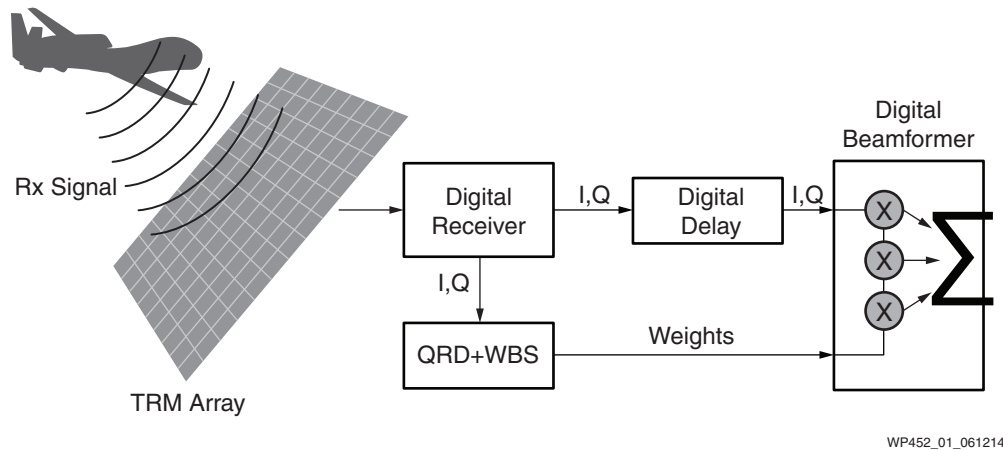 Rx Signal
TRM Array
Digital
Receiver
I,Q
I,Q
QRD+WBS
Digital
Delay
I,Q
Weights
Digital
Beamformer
X
X
X
Σ
WP452_01_061214